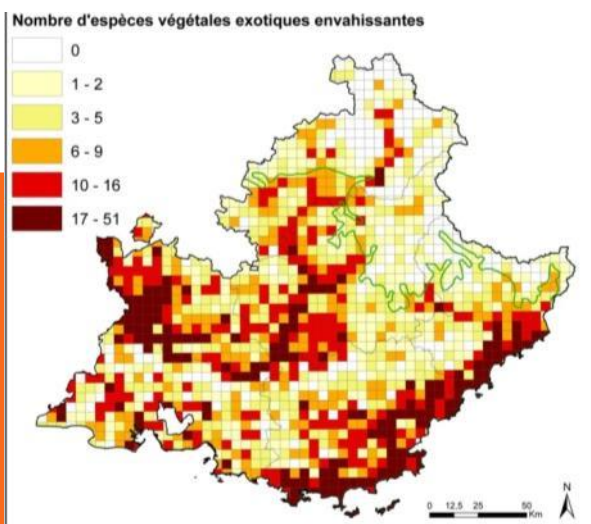 Nombre d'espèces végétales exotiques envahissantes
0
1 - 2
3 - 5
6 - 9
10 - 16
17 - 51
N
0 12,5 25 50
Km